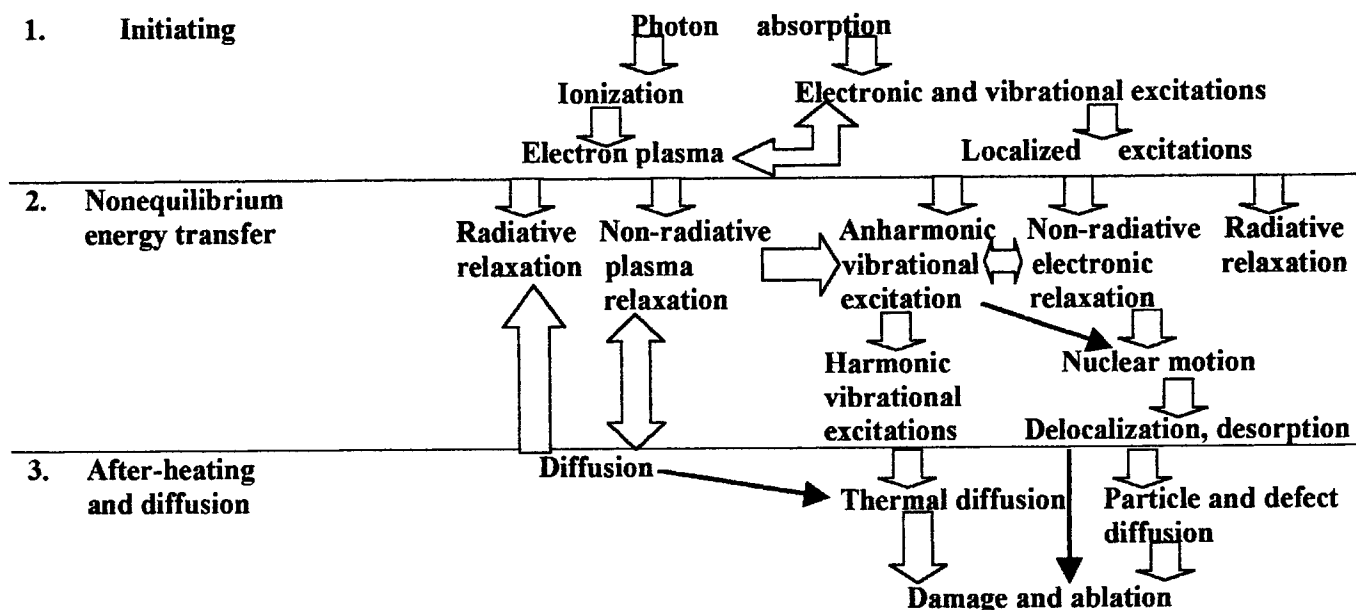 1. Initiating
Photon absorption
Ionization
Electronic and vibrational excitations
Electron plasma
Localized excitations
2. Nonequilibrium
energy transfer
Radiative
relaxation
Non-radiative
plasma
relaxation
Anharmonic
vibrational
excitation
Non-radiative
electronic
relaxation
Radiative
relaxation
Harmonic
vibrational
excitations
Nuclear motion
Delocalization, desorption
3. After-heating
and diffusion
Diffusion
Thermal diffusion
Particle and defect
diffusion
Damage and ablation